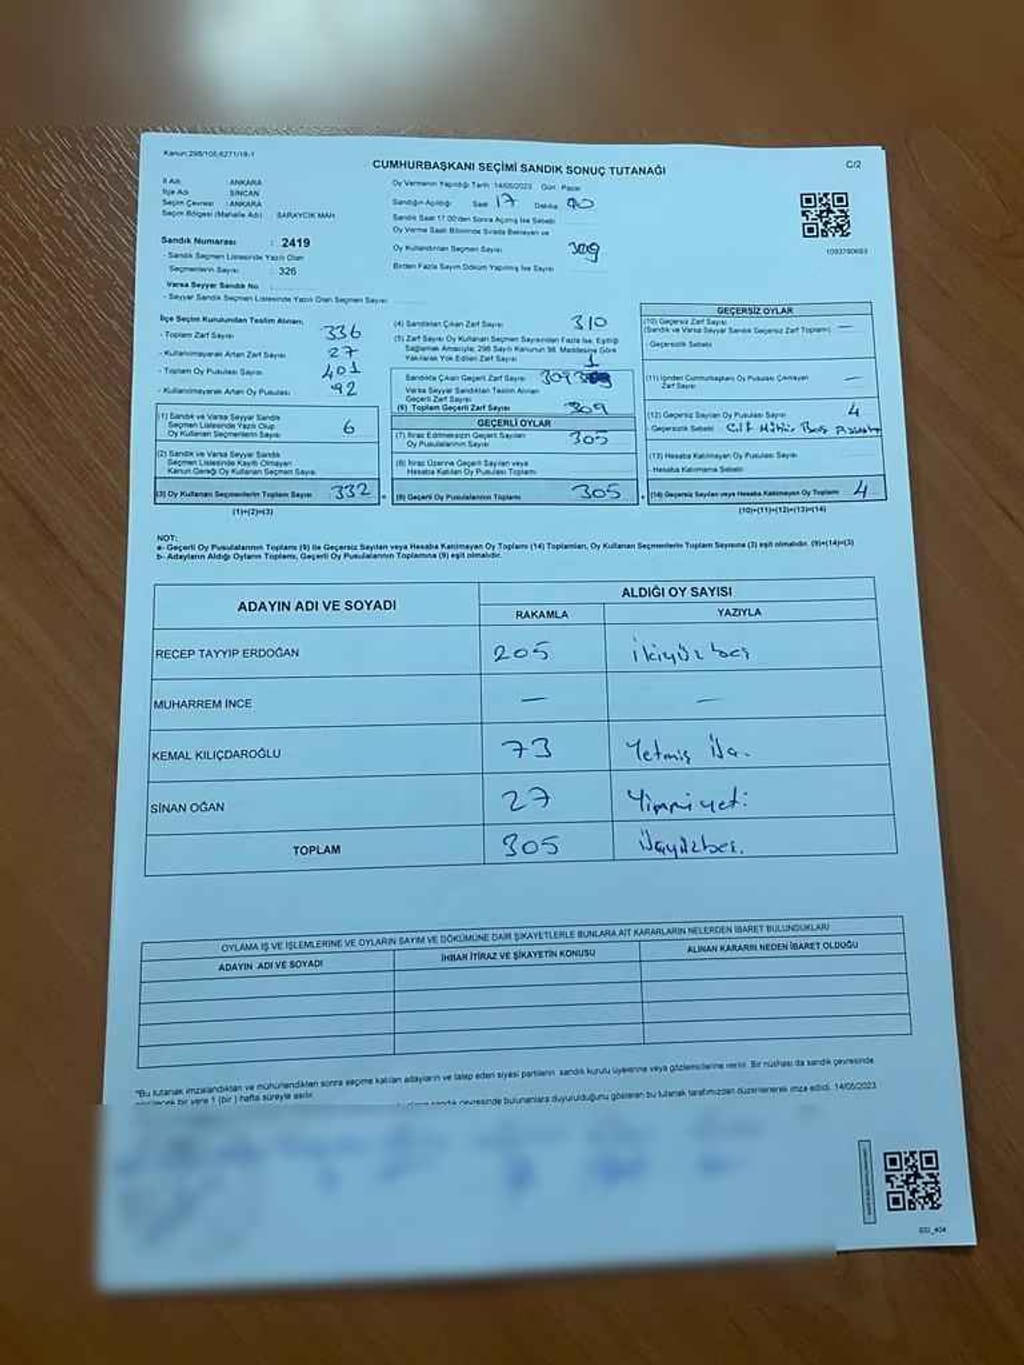 Kanun:298/105,6271/19-1
C/2
CUMHURBAŞKANI SEÇİMİ SANDIK SONUÇ TUTANAĞI
İl Adı : ANKARA
İlçe Adı : SİNCAN
Seçim Çevresi : ANKARA
Seçim Bölgesi (Mahalle Adı) : SARAYCIK MAH
Sandık Numarası : 2419
- Sandık Seçmen Listesinde Yazılı Olan
Seçmenlerin Sayısı : 326
Varsa Seyyar Sandık No :
- Seyyar Sandık Seçmen Listesinde Yazılı Olan Seçmen Sayısı
Oy Vermenin Yapıldığı Tarih :14/05/2023 Gün : Pazar
Sandığın Açıldığı Saat 17 Dakika
Sandık Saat 17.00'den Sonra Açılmış İse Sebebi
Oy Verme Saati Bitiminde Sırada Bekleyen ve
Oy Kullandırılan Seçmen Sayısı 309
Birden Fazla Sayım Döküm Yapılmış İse Sayısı
1093780693
İlçe Seçim Kurulundan Teslim Alınan;
- Toplam Zarf Sayısı 336
- Kullanılmayarak Artan Zarf Sayısı 27
- Toplam Oy Pusulası Sayısı 401
- Kullanılmayarak Artan Oy Pusulası 92
(1) Sandık ve Varsa Seyyar Sandık
Seçmen Listesinde Yazılı Olup
Oy Kullanan Seçmenlerin Sayısı 6
(2) Sandık ve Varsa Seyyar Sandık
Seçmen Listesinde Kayıtlı Olmayan
Kanun Gereği Oy Kullanan Seçmen Sayısı
(3) Oy Kullanan Seçmenlerin Toplam Sayısı 332
(1)+(2)=(3)
(4) Sandıktan Çıkan Zarf Sayısı 310
(5) Zarf Sayısı Oy Kullanan Seçmen Sayısından Fazla İse, Eşitliği
Sağlamak Amacıyla; 298 Sayılı Kanunun 98. Maddesine Göre
Yakılarak Yok Edilen Zarf Sayısı 1
Sandıkta Çıkan Geçerli Zarf Sayısı 309
Varsa Seyyar Sandıktan Teslim Alınan
Geçerli Zarf Sayısı
(6) Toplam Geçerli Zarf Sayısı 309
GEÇERLİ OYLAR
(7) İtiraz Edilmeksizin Geçerli Sayılan
Oy Pusulalarının Sayısı 305
(8) İtiraz Üzerine Geçerli Sayılan veya
Hesaba Katılan Oy Pusulası Toplamı
(9) Geçerli Oy Pusulalarının Toplamı 305
GEÇERSİZ OYLAR
(10) Geçersiz Zarf Sayısı
(Sandık ve Varsa Seyyar Sandık Geçersiz Zarf Toplamı) —
- Geçersizlik Sebebi
(11) İçinden Cumhurbaşkanı Oy Pusulası Çıkmayan
Zarf Sayısı —
(12) Geçersiz Sayılan Oy Pusulası Sayısı 4
- Geçersizlik Sebebi Çift Mühür Boş
(13) Hesaba Katılmayan Oy Pusulası Sayısı
- Hesaba Katılmama Sebebi
(14) Geçersiz Sayılan veya Hesaba Katılmayan Oy Toplamı 4
(10)+(11)+(12)+(13)=(14)
NOT:
a- Geçerli Oy Pusulalarının Toplamı (9) ile Geçersiz Sayılan veya Hesaba Katılmayan Oy Toplamı (14) Toplamları, Oy Kullanan Seçmenlerin Toplam Sayısına (3) eşit olmalıdır. (9)+(14)=(3)
b- Adayların Aldığı Oyların Toplamı, Geçerli Oy Pusulalarının Toplamına (9) eşit olmalıdır.
ADAYIN ADI VE SOYADI
ALDIĞI OY SAYISI
RAKAMLA YAZIYLA
RECEP TAYYIP ERDOĞAN 205 ikiyüzbeş
MUHARREM İNCE — —
KEMAL KILIÇDAROĞLU 73 Yetmiş üç.
SİNAN OĞAN 27 Yirmiyedi
TOPLAM 305 Üçyüzbeş.
OYLAMA İŞ VE İŞLEMLERİNE VE OYLARIN SAYIM VE DÖKÜMÜNE DAİR ŞİKAYETLERLE BUNLARA AİT KARARLARIN NELERDEN İBARET BULUNDUKLARI
ADAYIN ADI VE SOYADI İHBAR İTİRAZ VE ŞİKAYETİN KONUSU ALINAN KARARIN NEDEN İBARET OLDUĞU
*Bu tutanak imzalandıktan ve mühürlendikten sonra seçime katılan adayların ve talep eden siyasi partilerin sandık kurulu üyelerine veya gözlemcilerine verilir. Bir nüshası da sandık çevresinde
bir yere 1 (bir) hafta süreyle asılır.
sandık çevresinde bulunanlara duyurulduğunu gösteren bu tutanak tarafımızdan düzenlenerek imza edildi. 14/05/2023